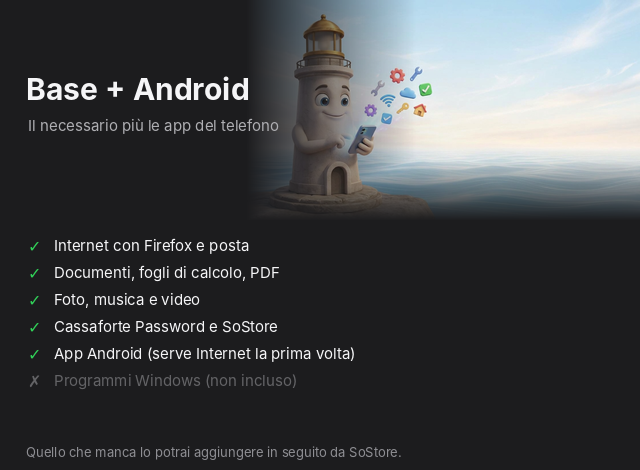 Base + Android
Il necessario più le app del telefono
✓ Internet con Firefox e posta
✓ Documenti, fogli di calcolo, PDF
✓ Foto, musica e video
✓ Cassaforte Password e SoStore
✓ App Android (serve Internet la prima volta)
✗ Programmi Windows (non incluso)
Quello che manca lo potrai aggiungere in seguito da SoStore.